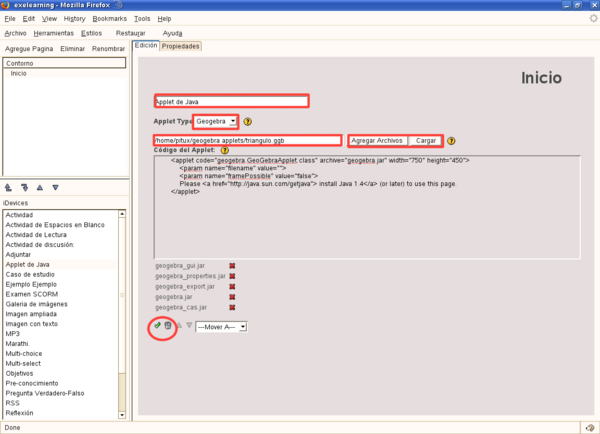 exelearning - Mozilla Firefox
File Edit View History Bookmarks Tools Help
Archivo Herramientas Estilos Restaurar Ayuda
Agregue Pagina Eliminar Renombrar
Contorno
Inicio
iDevices
Actividad
Actividad de Espacios en Blanco
Actividad de Lectura
Actividad de discusión:
Adjuntar
Applet de Java
Caso de estudio
Ejemplo Ejemplo
Examen SCORM
Galeria de imágenes
Imagen ampliada
Imagen con texto
MP3
Marathi.
Multi-choice
Multi-select
Objetivos
Pre-conocimiento
Pregunta Verdadero-Falso
RSS
Reflexión
Edición Propiedades
Inicio
Applet de Java
Applet Type Geogebra ?
/home/pitux/geogebra applets/triangulo.ggb Agregar Archivos Cargar ?
Código del Applet: ?
<applet code="geogebra.GeoGebraApplet.class" archive="geogebra.jar" width="750" height="450">
<param name="filename" value="">
<param name="framePossible" value="false">
Please <a href="http://java.sun.com/getjava"> install Java 1.4</a> (or later) to use this page.
</applet>
geogebra_gui.jar
geogebra_properties.jar
geogebra_export.jar
geogebra.jar
geogebra_cas.jar
---Mover A---
Done